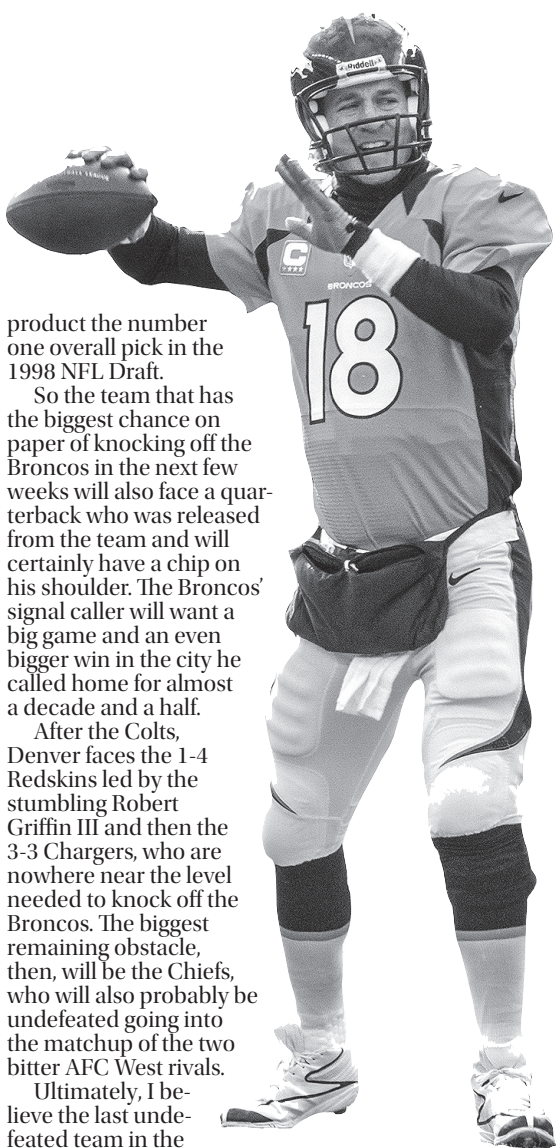 Riddell
C
BRONCOS
18
product the number
one overall pick in the
1998 NFL Draft.
So the team that has
the biggest chance on
paper of knocking off the
Broncos in the next few
weeks will also face a quar-
terback who was released
from the team and will
certainly have a chip on
his shoulder. The Broncos’
signal caller will want a
big game and an even
bigger win in the city he
called home for almost
a decade and a half.
After the Colts,
Denver faces the 1-4
Redskins led by the
stumbling Robert
Griffin III and then the
3-3 Chargers, who are
nowhere near the level
needed to knock off the
Broncos. The biggest
remaining obstacle,
then, will be the Chiefs,
who will also probably be
undefeated going into
the matchup of the two
bitter AFC West rivals.
Ultimately, I be-
lieve the last unde-
feated team in the